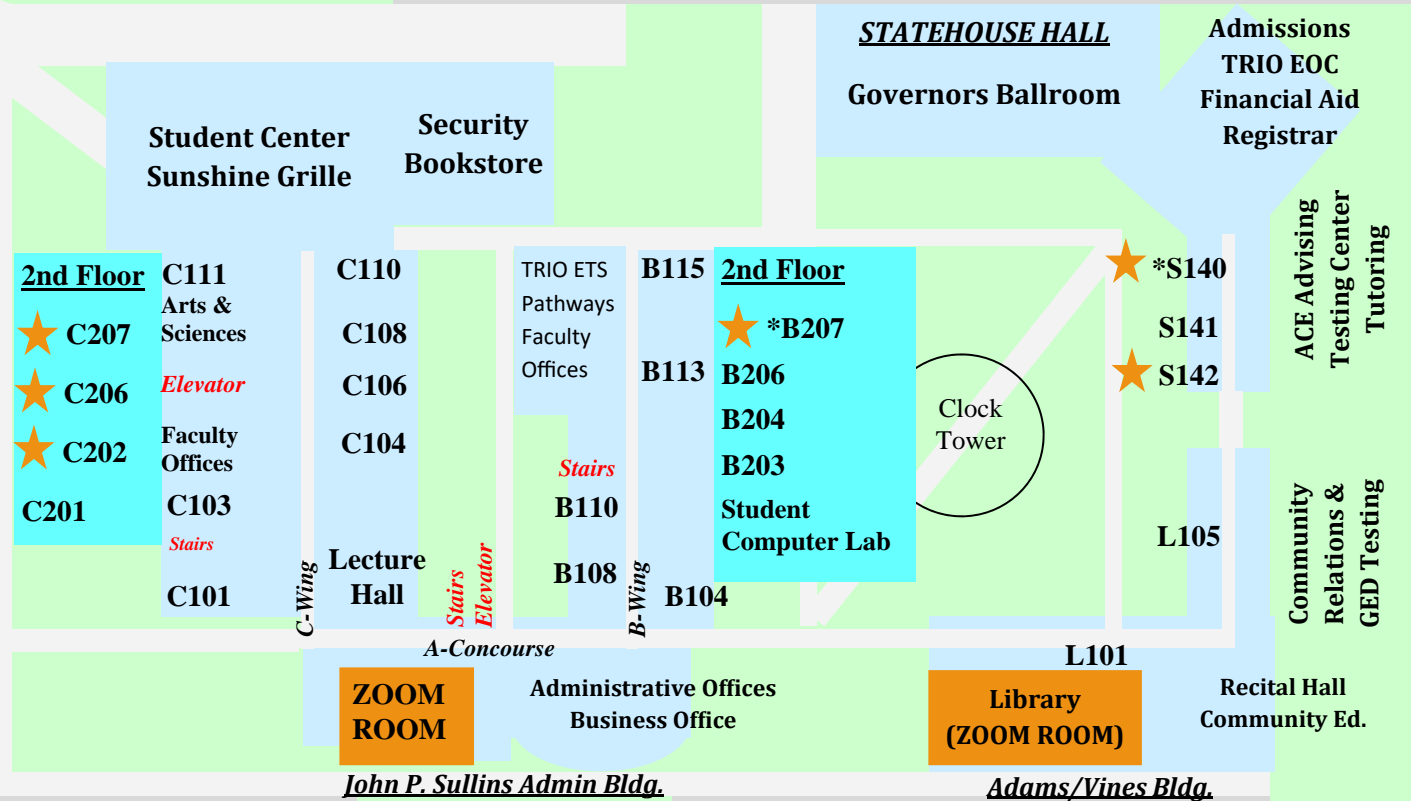 STATEHOUSE HALL
Governors Ballroom
Admissions
TRIO EOC
Financial Aid
Registrar
Student Center
Sunshine Grille
Security
Bookstore
ACE Advising
Testing Center
Tutoring
2nd Floor
C207
C206
C202
C201
C111
Arts &
Sciences
Elevator
Faculty
Offices
C103
Stairs
C101
C-Wing
C110
C108
C106
C104
Lecture
Hall
Stairs
Elevator
TRIO ETS
Pathways
Faculty
Offices
Stairs
B110
B108
B-Wing
B115
B113
B104
2nd Floor
*B207
B206
B204
B203
Student
Computer Lab
Clock
Tower
*S140
S141
S142
L105
Community
Relations &
GED Testing
A-Concourse
ZOOM
ROOM
Administrative Offices
Business Office
L101
Library
(ZOOM ROOM)
Recital Hall
Community Ed.
John P. Sullins Admin Bldg.
Adams/Vines Bldg.